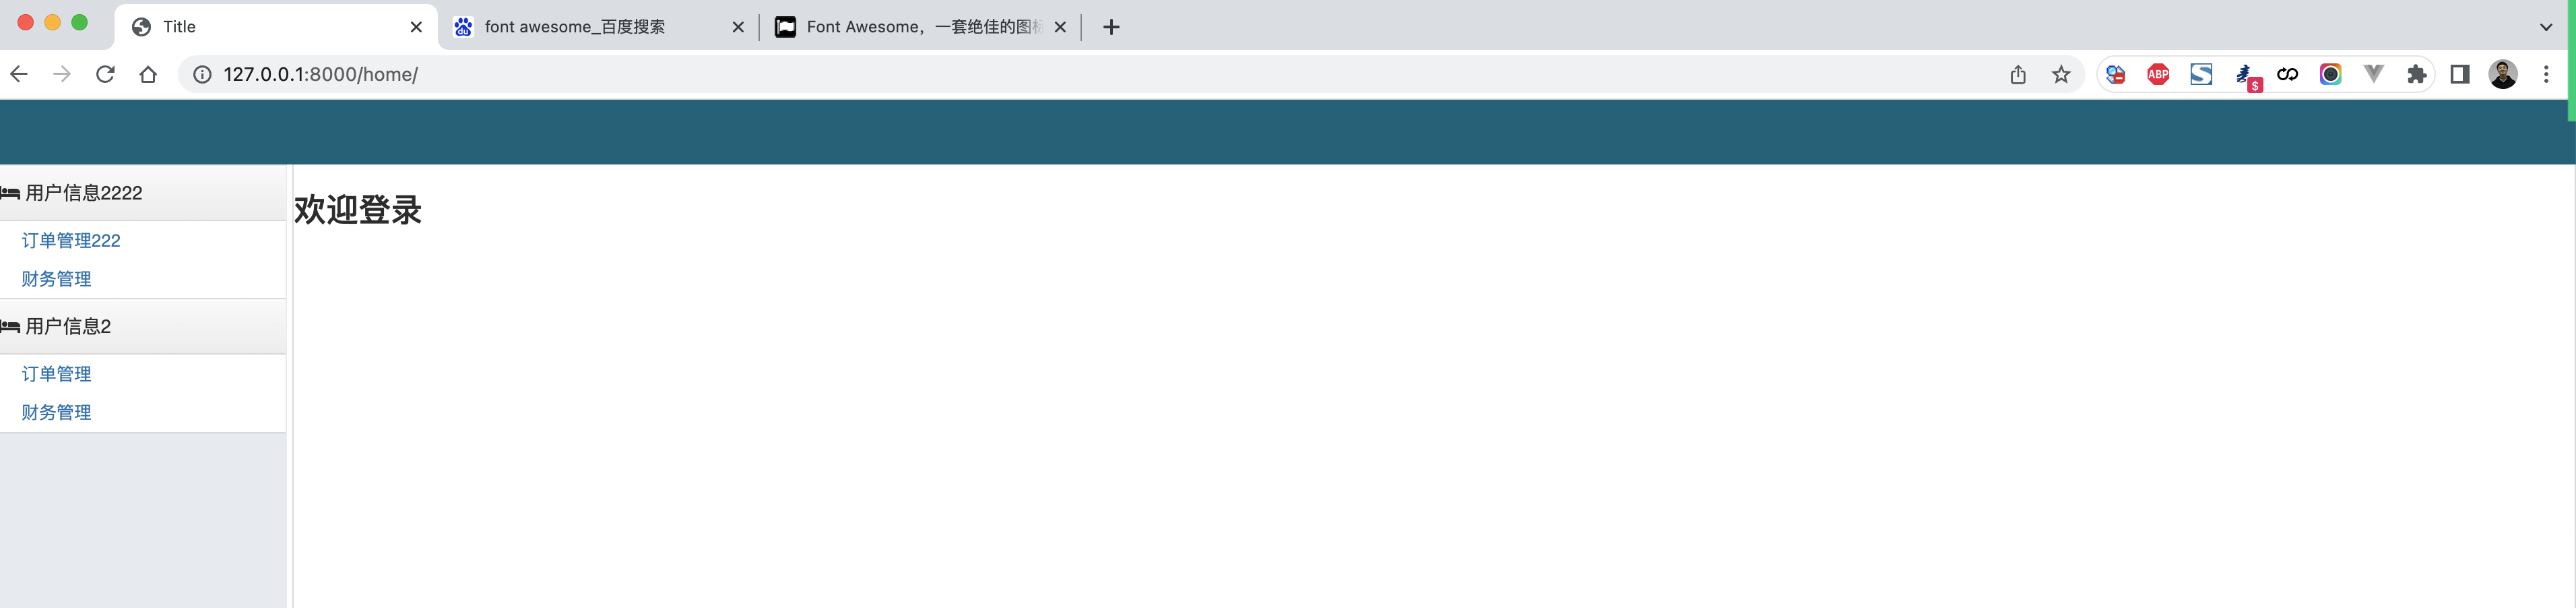 Title
font awesome_百度搜索
Font Awesome，一套绝佳的图标
127.0.0.1:8000/home/
ABP
$
用户信息2222
欢迎登录
订单管理222
财务管理
用户信息2
订单管理
财务管理